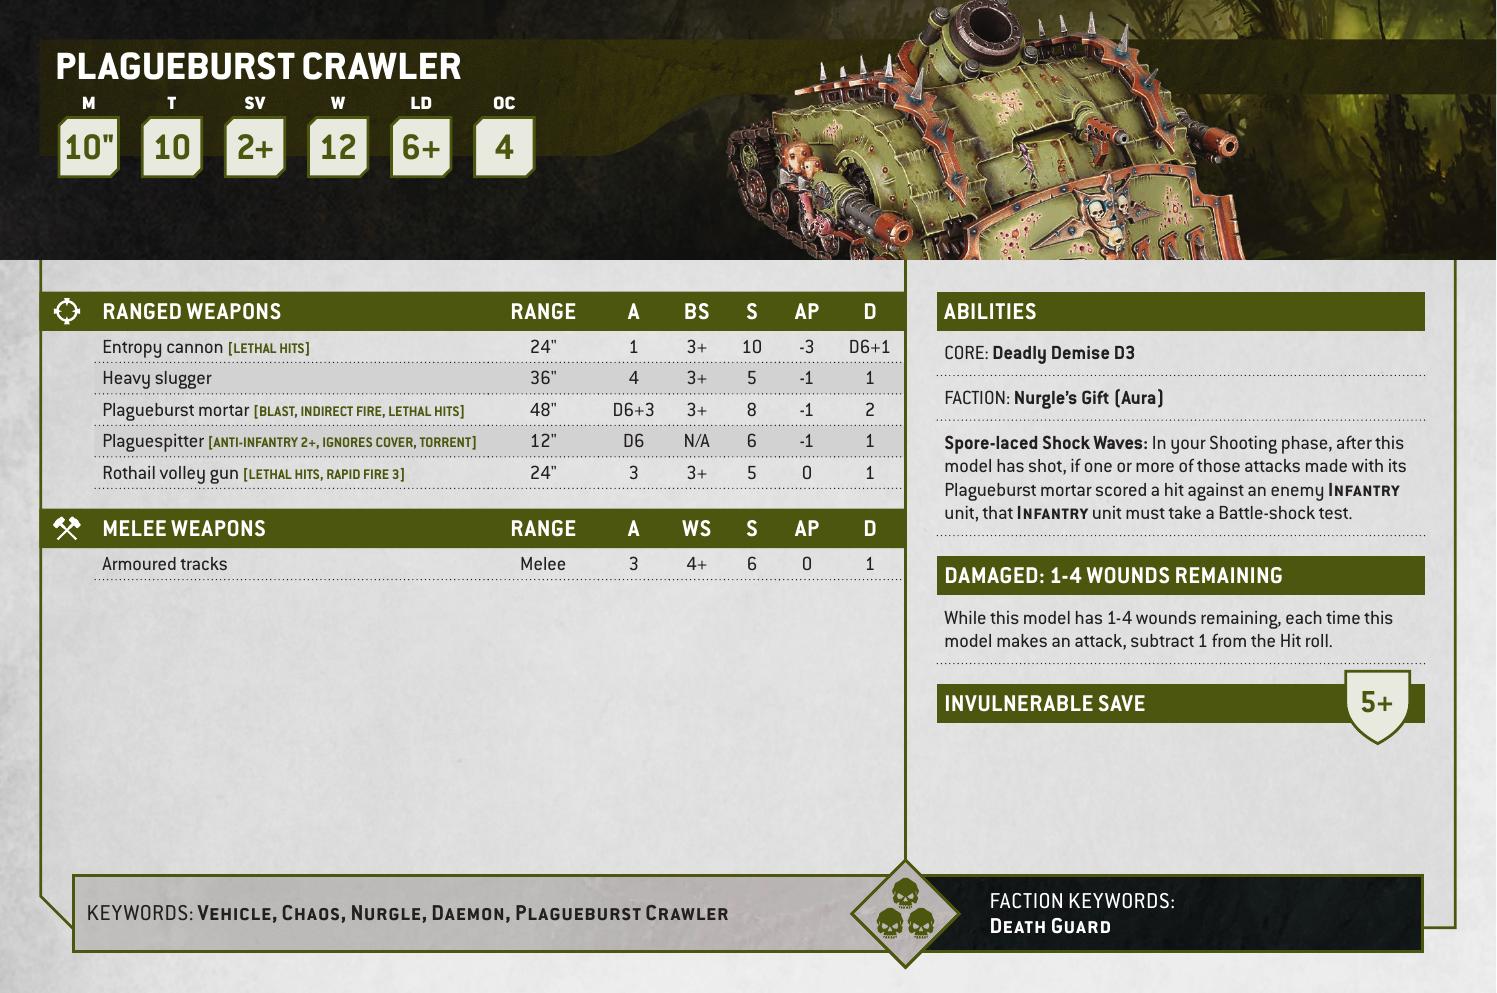 PLAGUEBURST CRAWLER
M T SV W LD OC
10" 10 2+ 12 6+ 4
RANGED WEAPONS RANGE A BS S AP D
Entropy cannon [LETHAL HITS] 24" 1 3+ 10 -3 D6+1
Heavy slugger 36" 4 3+ 5 -1 1
Plagueburst mortar [BLAST, INDIRECT FIRE, LETHAL HITS] 48" D6+3 3+ 8 -1 2
Plaguespitter [ANTI-INFANTRY 2+, IGNORES COVER, TORRENT] 12" D6 N/A 6 -1 1
Rothail volley gun [LETHAL HITS, RAPID FIRE 3] 24" 3 3+ 5 0 1
MELEE WEAPONS RANGE A WS S AP D
Armoured tracks Melee 3 4+ 6 0 1
ABILITIES
CORE: Deadly Demise D3
FACTION: Nurgle's Gift (Aura)
Spore-laced Shock Waves: In your Shooting phase, after this
model has shot, if one or more of those attacks made with its
Plagueburst mortar scored a hit against an enemy INFANTRY
unit, that INFANTRY unit must take a Battle-shock test.
DAMAGED: 1-4 WOUNDS REMAINING
While this model has 1-4 wounds remaining, each time this
model makes an attack, subtract 1 from the Hit roll.
INVULNERABLE SAVE 5+
KEYWORDS: VEHICLE, CHAOS, NURGLE, DAEMON, PLAGUEBURST CRAWLER
FACTION KEYWORDS:
DEATH GUARD